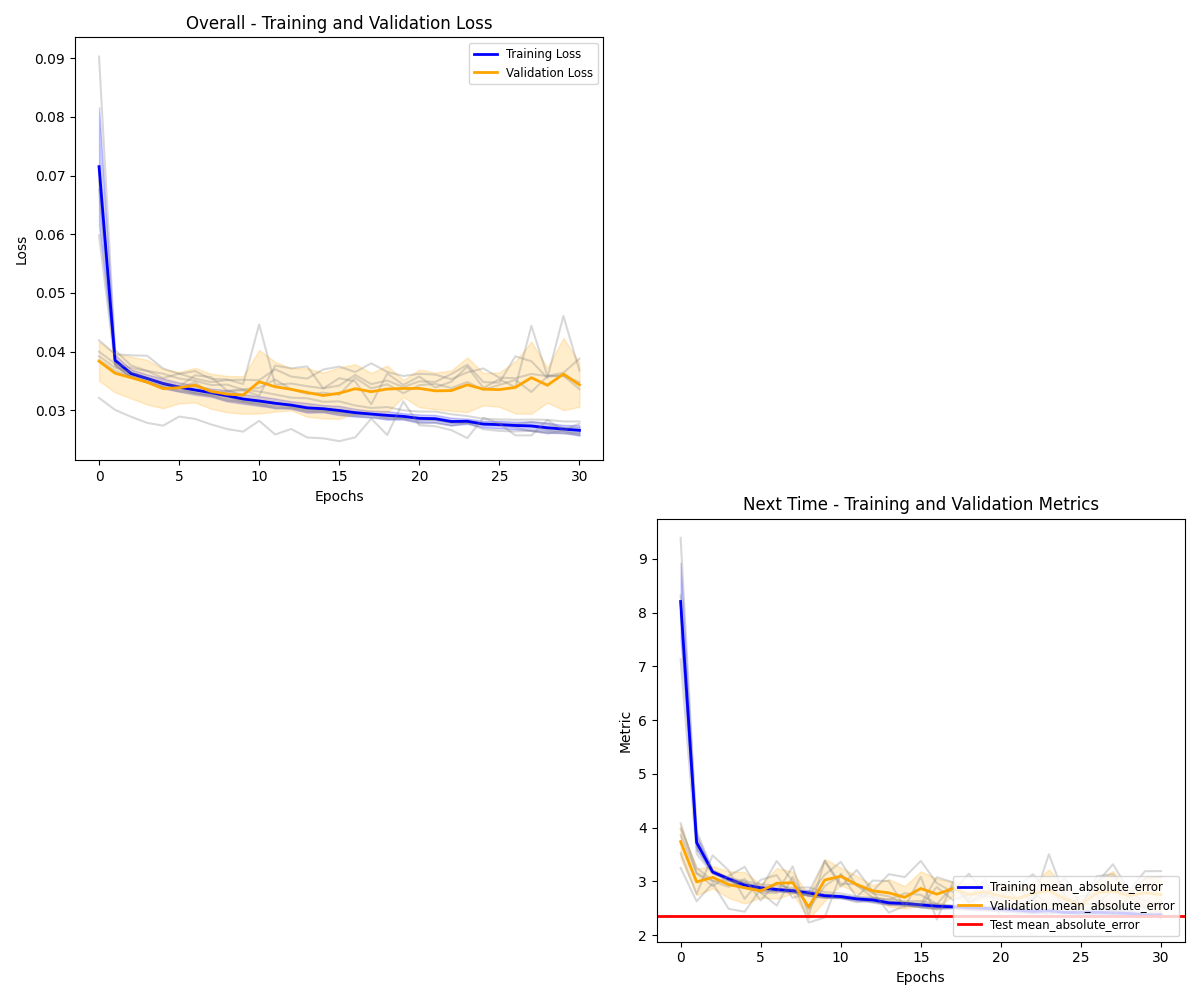 Overall - Training and Validation Loss
Training Loss
Validation Loss
0.09
0.08
0.07
0.06
0.05
0.04
0.03
Loss
0 5 10 15 20 25 30
Epochs
Next Time - Training and Validation Metrics
9
8
7
6
5
4
3
2
Metric
Training mean_absolute_error
Validation mean_absolute_error
Test mean_absolute_error
0 5 10 15 20 25 30
Epochs